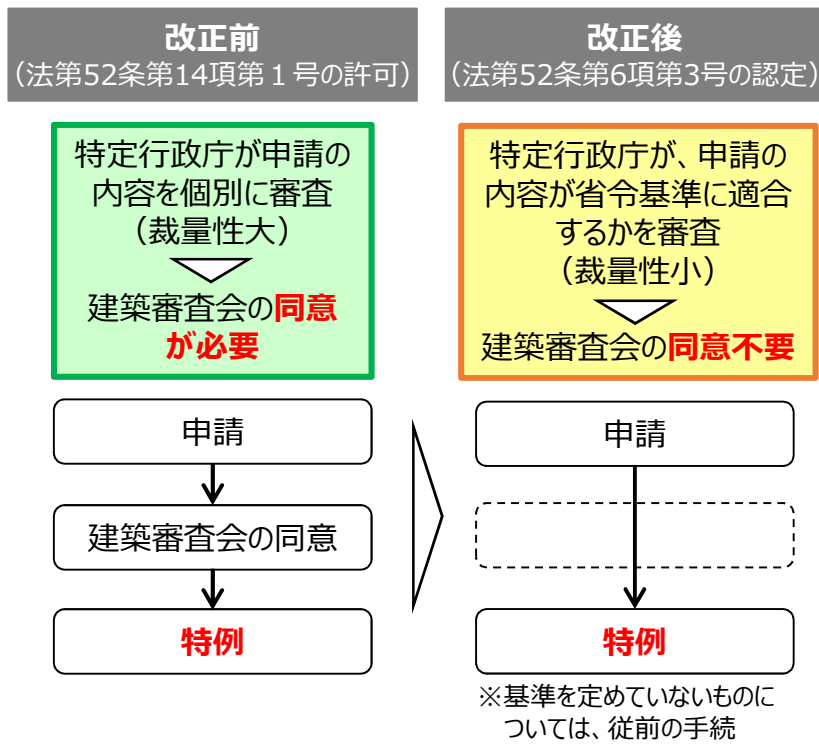 改正前
（法第52条第14項第１号の許可）
特定行政庁が申請の
内容を個別に審査
（裁量性大）
建築審査会の同意
が必要
申請
建築審査会の同意
特例
改正後
（法第52条第6項第3号の認定）
特定行政庁が、申請の
内容が省令基準に適合
するかを審査
（裁量性小）
建築審査会の同意不要
申請
特例
※基準を定めていないものに
ついては、従前の手続